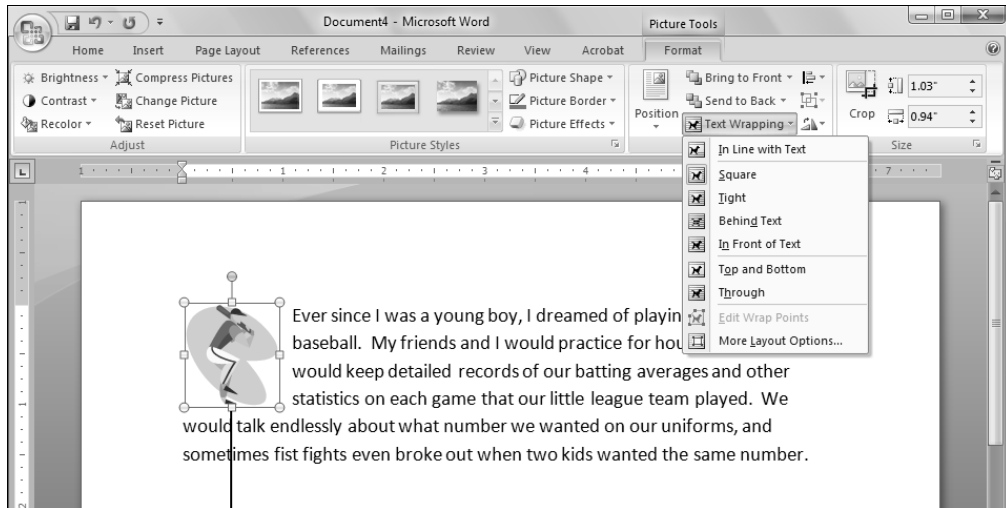 Document4 - Microsoft Word
Picture Tools
Home Insert Page Layout References Mailings Review View Acrobat Format
Brightness
Contrast
Recolor
Compress Pictures
Change Picture
Reset Picture
Adjust
Picture Shape
Picture Border
Picture Effects
Picture Styles
Position
Bring to Front
Send to Back
Text Wrapping
Crop
1.03"
0.94"
Size
In Line with Text
Square
Tight
Behind Text
In Front of Text
Top and Bottom
Through
Edit Wrap Points
More Layout Options...
L
1 1 2 3 4 7
Ever since I was a young boy, I dreamed of
baseball. My friends and I would practice for
would keep detailed records of our batting averages and other
statistics on each game that our little league team played. We
would talk endlessly about what number we wanted on our uniforms, and
sometimes fist fights even broke out when two kids wanted the same number.